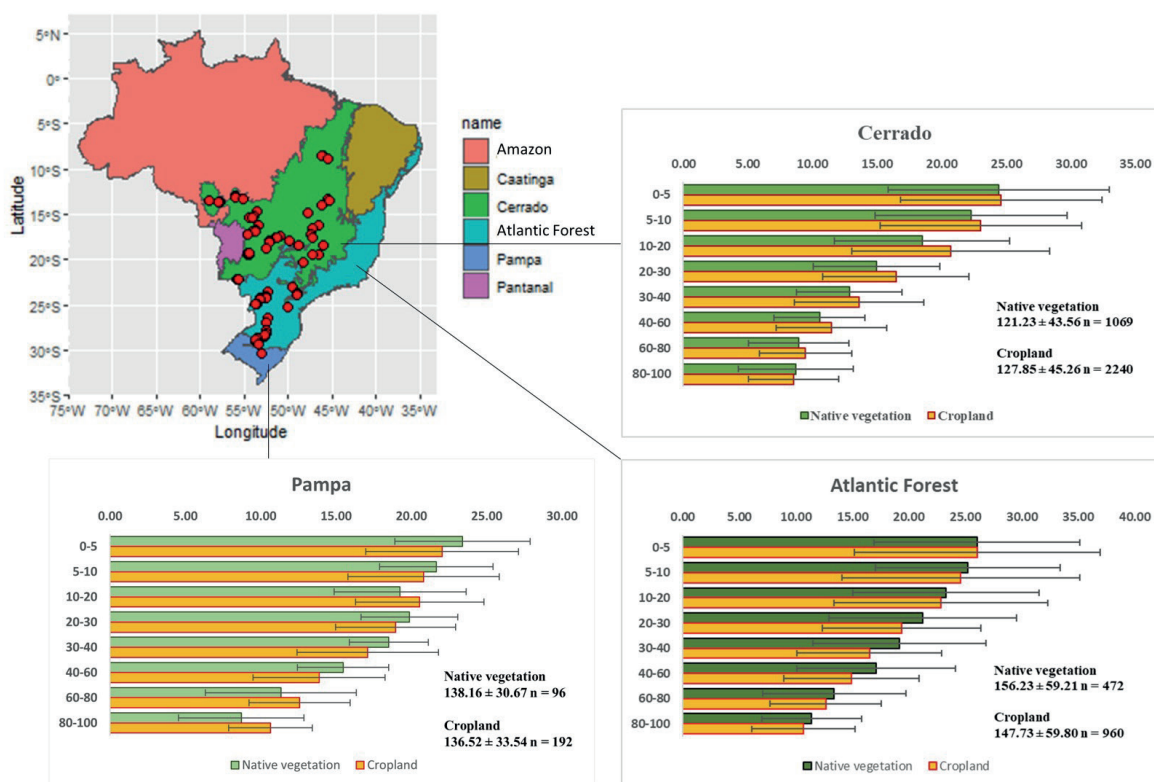 5°N
0°
5°S
10°S
15°S
20°S
25°S
30°S
35°S
Latitude
75°W 70°W 65°W 60°W 55°W 50°W 45°W 40°W 35°W
Longitude
name
Amazon
Caatinga
Cerrado
Atlantic Forest
Pampa
Pantanal
Cerrado
0.00 5.00 10.00 15.00 20.00 25.00 30.00 35.00
0-5
5-10
10-20
20-30
30-40
40-60
60-80
80-100
Native vegetation
121.23 ± 43.56 n = 1069
Cropland
127.85 ± 45.26 n = 2240
Native vegetation Cropland
Pampa
0.00 5.00 10.00 15.00 20.00 25.00 30.00
0-5
5-10
10-20
20-30
30-40
40-60
60-80
80-100
Native vegetation
138.16 ± 30.67 n = 96
Cropland
136.52 ± 33.54 n = 192
Native vegetation Cropland
Atlantic Forest
0.00 5.00 10.00 15.00 20.00 25.00 30.00 35.00 40.00
0-5
5-10
10-20
20-30
30-40
40-60
60-80
80-100
Native vegetation
156.23 ± 59.21 n = 472
Cropland
147.73 ± 59.80 n = 960
Native vegetation Cropland